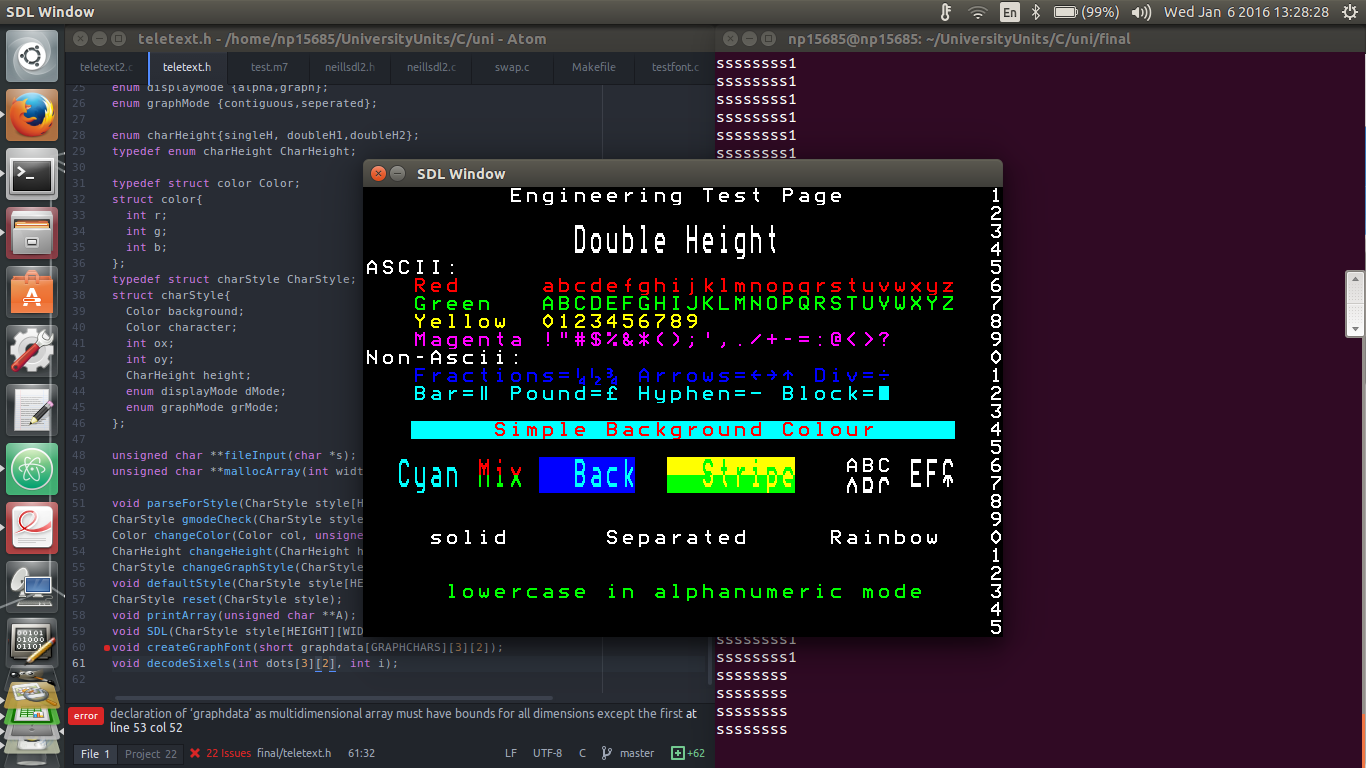 SDL Window
En
(99%)
Wed Jan 6 2016 13:28:28
teletext.h - /home/np15685/UniversityUnits/C/uni - Atom
teletext2.c teletext.h test.m7 neillsdl2.h neillsdl2.c swap.c Makefile testfont.c
25 enum displayMode {alpha,graph};
26 enum graphMode {contiguous,seperated};
27
28 enum charHeight{singleH, doubleH1,doubleH2};
29 typedef enum charHeight CharHeight;
30
31 typedef struct color Color;
32 struct color{
33 int r;
34 int g;
35 int b;
36 };
37 typedef struct charStyle CharStyle;
38 struct charStyle{
39 Color background;
40 Color character;
41 int ox;
42 int oy;
43 CharHeight height;
44 enum displayMode dMode;
45 enum graphMode grMode;
46 };
47
48 unsigned char **fileInput(char *s);
49 unsigned char **mallocArray(int widt
50
51 void parseForStyle(CharStyle style[H
52 CharStyle gmodeCheck(CharStyle style
53 Color changeColor(Color col, unsigne
54 CharHeight changeHeight(CharHeight h
55 CharStyle changeGraphStyle(CharStyle
56 void defaultStyle(CharStyle style[HE
57 CharStyle reset(CharStyle style);
58 void printArray(unsigned char **A);
59 void SDL(CharStyle style[HEIGHT][WID
60 void createGraphFont(short graphdata[GRAPHCHARS][3][2]);
61 void decodeSixels(int dots[3][2], int i);
62
error declaration of 'graphdata' as multidimensional array must have bounds for all dimensions except the first at
line 53 col 52
File 1 Project 22 22 Issues final/teletext.h 61:32 LF UTF-8 C master +62
np15685@np15685: ~/UniversityUnits/C/uni/final
ssssssss1
ssssssss1
ssssssss1
ssssssss1
ssssssss1
ssssssss1
SDL Window
Engineering Test Page 1
2
3
Double Height
4
ASCII: 5
Red abcdefghijklmnopqrstuvwxyz 6
Green ABCDEFGHIJKLMNOPQRSTUVWXYZ 7
Yellow 0123456789 8
Magenta !"#$%&*();',./+-=:@<>? 9
Non-Ascii: 0
Fractions=¼½¾ Arrows=←→↑ Div=÷ 1
Bar=‖ Pound=£ Hyphen=- Block=■ 2
3
Simple Background Colour 4
5
Cyan Mix Back Stripe ABC EFC 6
7
8
9
solid Separated Rainbow 0
1
2
lowercase in alphanumeric mode 3
4
5
ssssssss1
ssssssss1
ssssssss
ssssssss
ssssssss
ssssssss